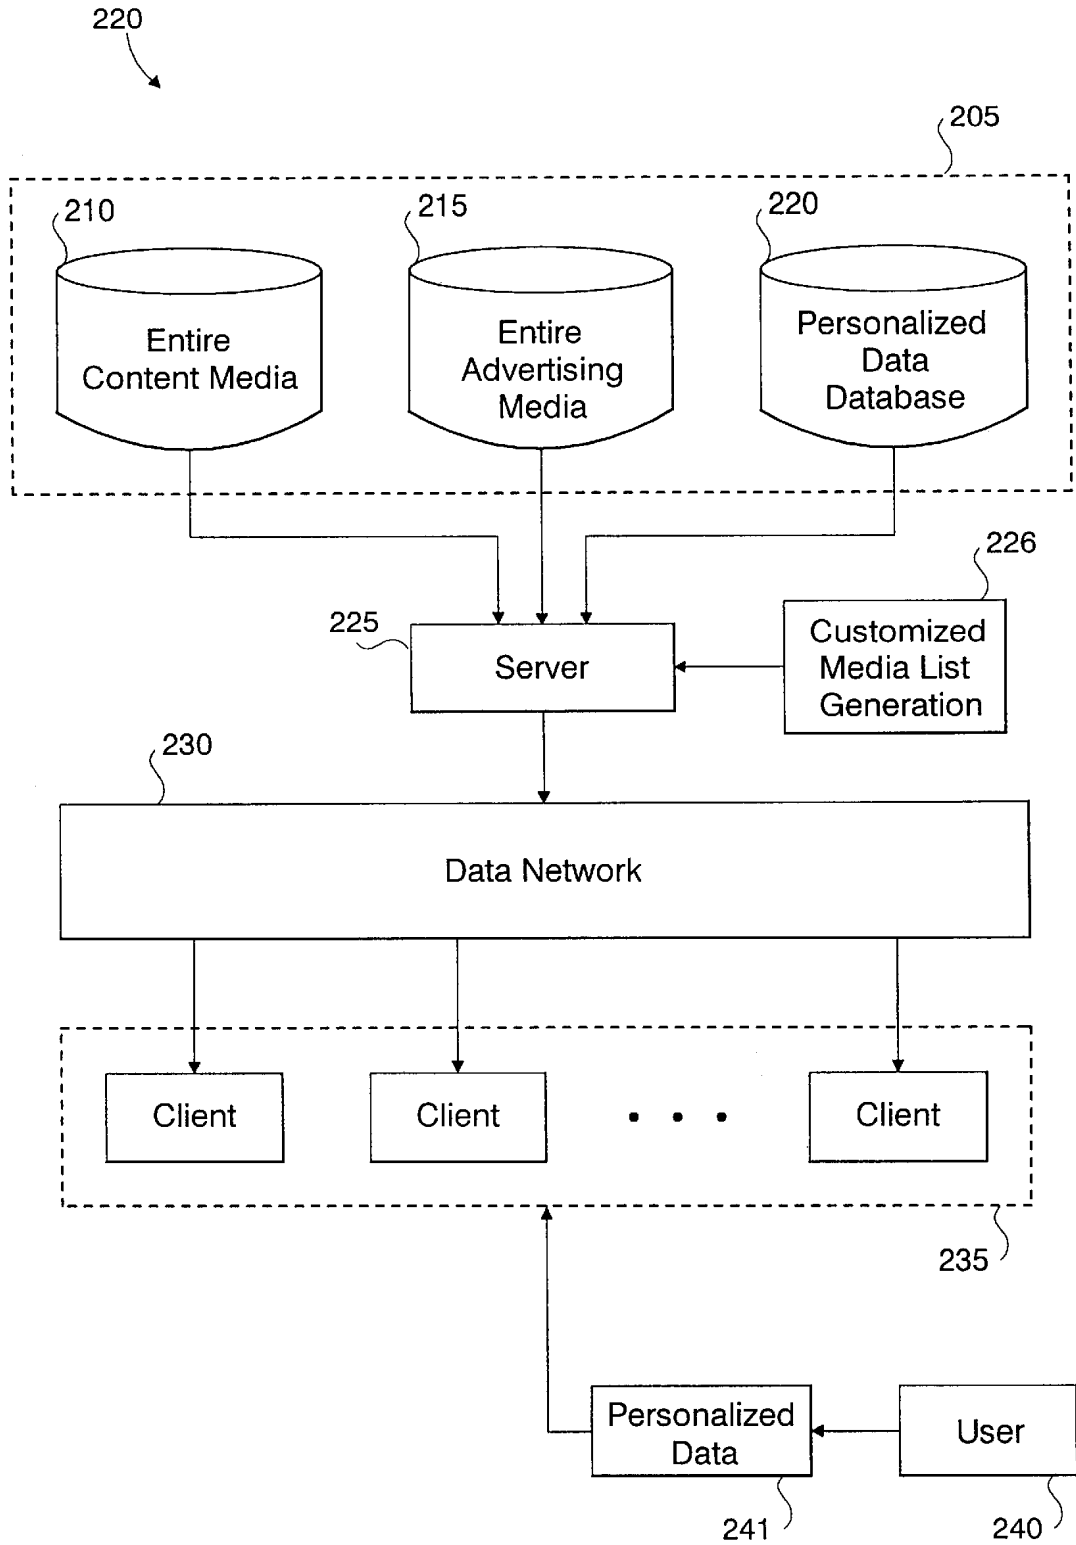 220
205
210
215
220
Entire
Content Media
Entire
Advertising
Media
Personalized
Data
Database
226
225
Server
Customized
Media List
Generation
230
Data Network
Client
Client
Client
235
Personalized
Data
User
241
240